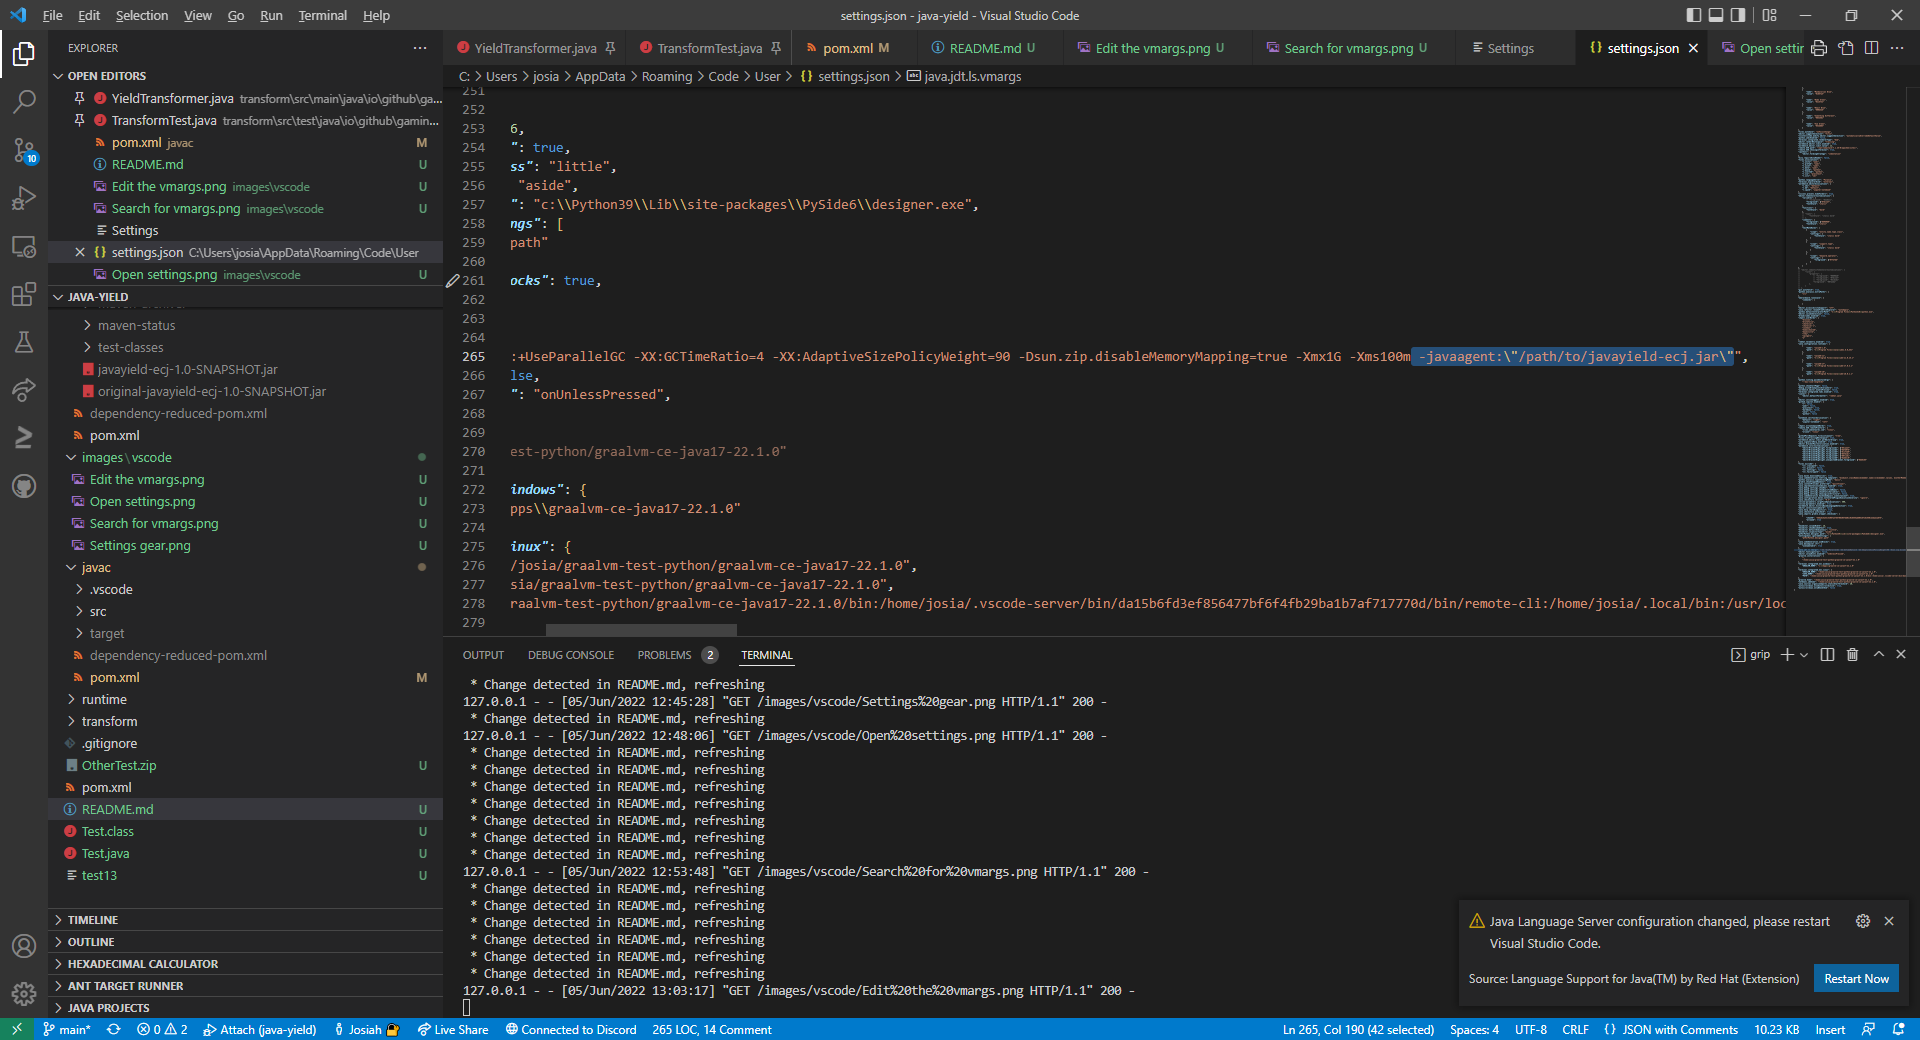 File Edit Selection View Go Run Terminal Help
settings.json - java-yield - Visual Studio Code
EXPLORER
OPEN EDITORS
YieldTransformer.java transform\src\main\java\io\github\ga...
TransformTest.java transform\src\test\java\io\github\gamin...
pom.xml javac M
README.md U
Edit the vmargs.png images\vscode U
Search for vmargs.png images\vscode U
Settings
settings.json C:\Users\josia\AppData\Roaming\Code\User
Open settings.png images\vscode U
JAVA-YIELD
maven-status
test-classes
javayield-ecj-1.0-SNAPSHOT.jar
original-javayield-ecj-1.0-SNAPSHOT.jar
dependency-reduced-pom.xml
pom.xml
images\vscode
Edit the vmargs.png U
Open settings.png U
Search for vmargs.png U
Settings gear.png U
javac
.vscode
src
target
dependency-reduced-pom.xml
pom.xml M
runtime
transform
.gitignore
OtherTest.zip U
pom.xml
README.md U
Test.class U
Test.java U
test13 U
TIMELINE
OUTLINE
HEXADECIMAL CALCULATOR
ANT TARGET RUNNER
JAVA PROJECTS
10
YieldTransformer.java TransformTest.java pom.xml M README.md U Edit the vmargs.png U Search for vmargs.png U Settings settings.json Open settir
C: > Users > josia > AppData > Roaming > Code > User > {} settings.json > java.jdt.ls.vmargs
251
252
253 6,
254 ": true,
255 ss": "little",
256 "aside",
257 ": "c:\\Python39\\Lib\\site-packages\\PySide6\\designer.exe",
258 ngs": [
259 path"
260
261 ocks": true,
262
263
264
265 :+UseParallelGC -XX:GCTimeRatio=4 -XX:AdaptiveSizePolicyWeight=90 -Dsun.zip.disableMemoryMapping=true -Xmx1G -Xms100m -javaagent:\"/path/to/javayield-ecj.jar\"",
266 lse,
267 ": "onUnlessPressed",
268
269
270 est-python/graalvm-ce-java17-22.1.0"
271
272 indows": {
273 pps\\graalvm-ce-java17-22.1.0"
274
275 inux": {
276 /josia/graalvm-test-python/graalvm-ce-java17-22.1.0",
277 sia/graalvm-test-python/graalvm-ce-java17-22.1.0",
278 raalvm-test-python/graalvm-ce-java17-22.1.0/bin:/home/josia/.vscode-server/bin/da15b6fd3ef856477bf6f4fb29ba1b7af717770d/bin/remote-cli:/home/josia/.local/bin:/usr/loc
279
OUTPUT DEBUG CONSOLE PROBLEMS 2 TERMINAL
grip
* Change detected in README.md, refreshing
127.0.0.1 - - [05/Jun/2022 12:45:28] "GET /images/vscode/Settings%20gear.png HTTP/1.1" 200 -
* Change detected in README.md, refreshing
127.0.0.1 - - [05/Jun/2022 12:48:06] "GET /images/vscode/Open%20settings.png HTTP/1.1" 200 -
* Change detected in README.md, refreshing
* Change detected in README.md, refreshing
* Change detected in README.md, refreshing
* Change detected in README.md, refreshing
* Change detected in README.md, refreshing
* Change detected in README.md, refreshing
* Change detected in README.md, refreshing
127.0.0.1 - - [05/Jun/2022 12:53:48] "GET /images/vscode/Search%20for%20vmargs.png HTTP/1.1" 200 -
* Change detected in README.md, refreshing
* Change detected in README.md, refreshing
* Change detected in README.md, refreshing
* Change detected in README.md, refreshing
* Change detected in README.md, refreshing
* Change detected in README.md, refreshing
127.0.0.1 - - [05/Jun/2022 13:03:17] "GET /images/vscode/Edit%20the%20vmargs.png HTTP/1.1" 200 -
Java Language Server configuration changed, please restart
Visual Studio Code.
Source: Language Support for Java(TM) by Red Hat (Extension)
Restart Now
main* 0 2 Attach (java-yield) Josiah Live Share Connected to Discord 265 LOC, 14 Comment Ln 265, Col 190 (42 selected) Spaces: 4 UTF-8 CRLF {} JSON with Comments 10.23 KB Insert